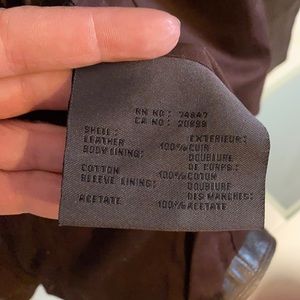 RN NO : 74847
CA NO : 20899
SHELL : EXTERIEUR:
LEATHER 100% CUIR
BODY LINING: DOUBLURE
DE CORPS :
COTTON 100% COTON
SLEEVE LINING: DOUBLURE
DES MANCHES:
ACETATE 100% ACETATE